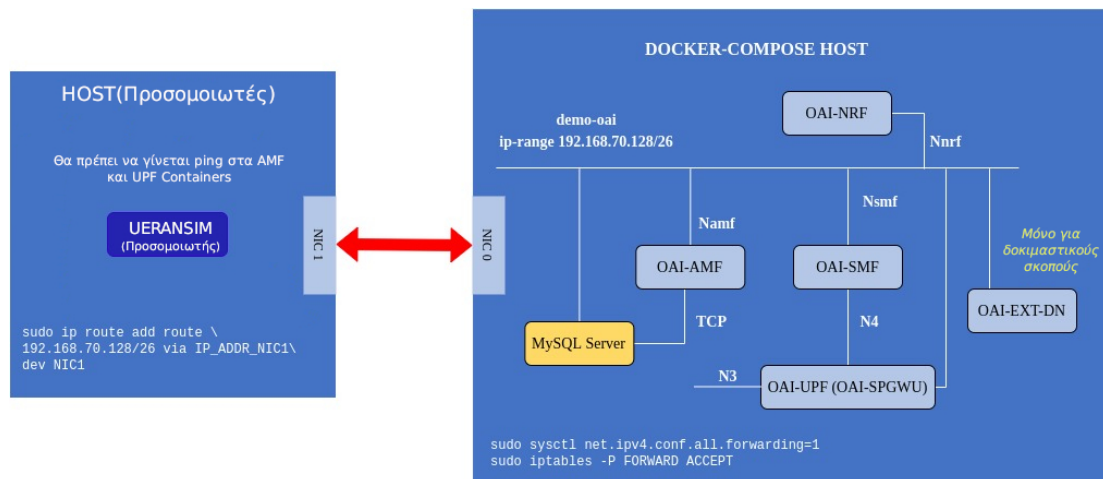 HOST(Προσομοιωτές)
Θα πρέπει να γίνεται ping στα AMF
και UPF Containers
UERANSIM
(Προσομοιωτής)
NIC 1
sudo ip route add route \
192.168.70.128/26 via IP_ADDR_NIC1\
dev NIC1
NIC 0
DOCKER-COMPOSE HOST
demo-oai
ip-range 192.168.70.128/26
OAI-NRF
Nnrf
Namf
Nsmf
OAI-AMF
OAI-SMF
Μόνο για
δοκιμαστικούς
σκοπούς
OAI-EXT-DN
TCP
N4
MySQL Server
N3
OAI-UPF (OAI-SPGWU)
sudo sysctl net.ipv4.conf.all.forwarding=1
sudo iptables -P FORWARD ACCEPT